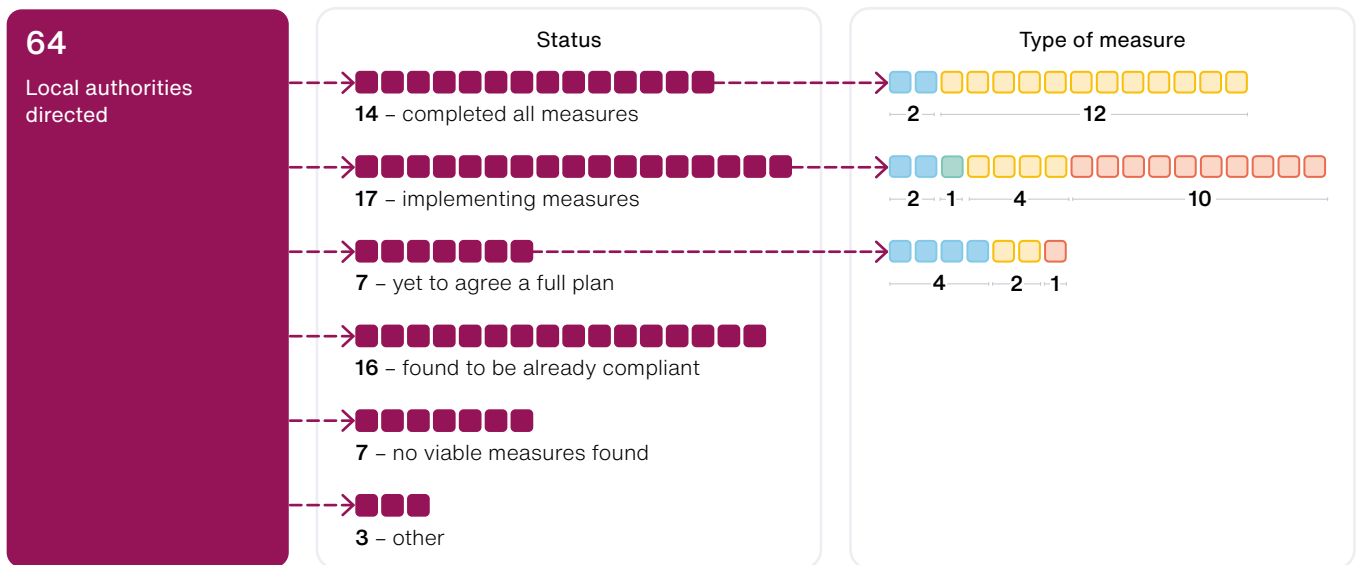 64
Local authorities
directed
Status
14 – completed all measures
17 – implementing measures
7 – yet to agree a full plan
16 – found to be already compliant
7 – no viable measures found
3 – other
Type of measure
2 12
2 1 4 10
4 2 1